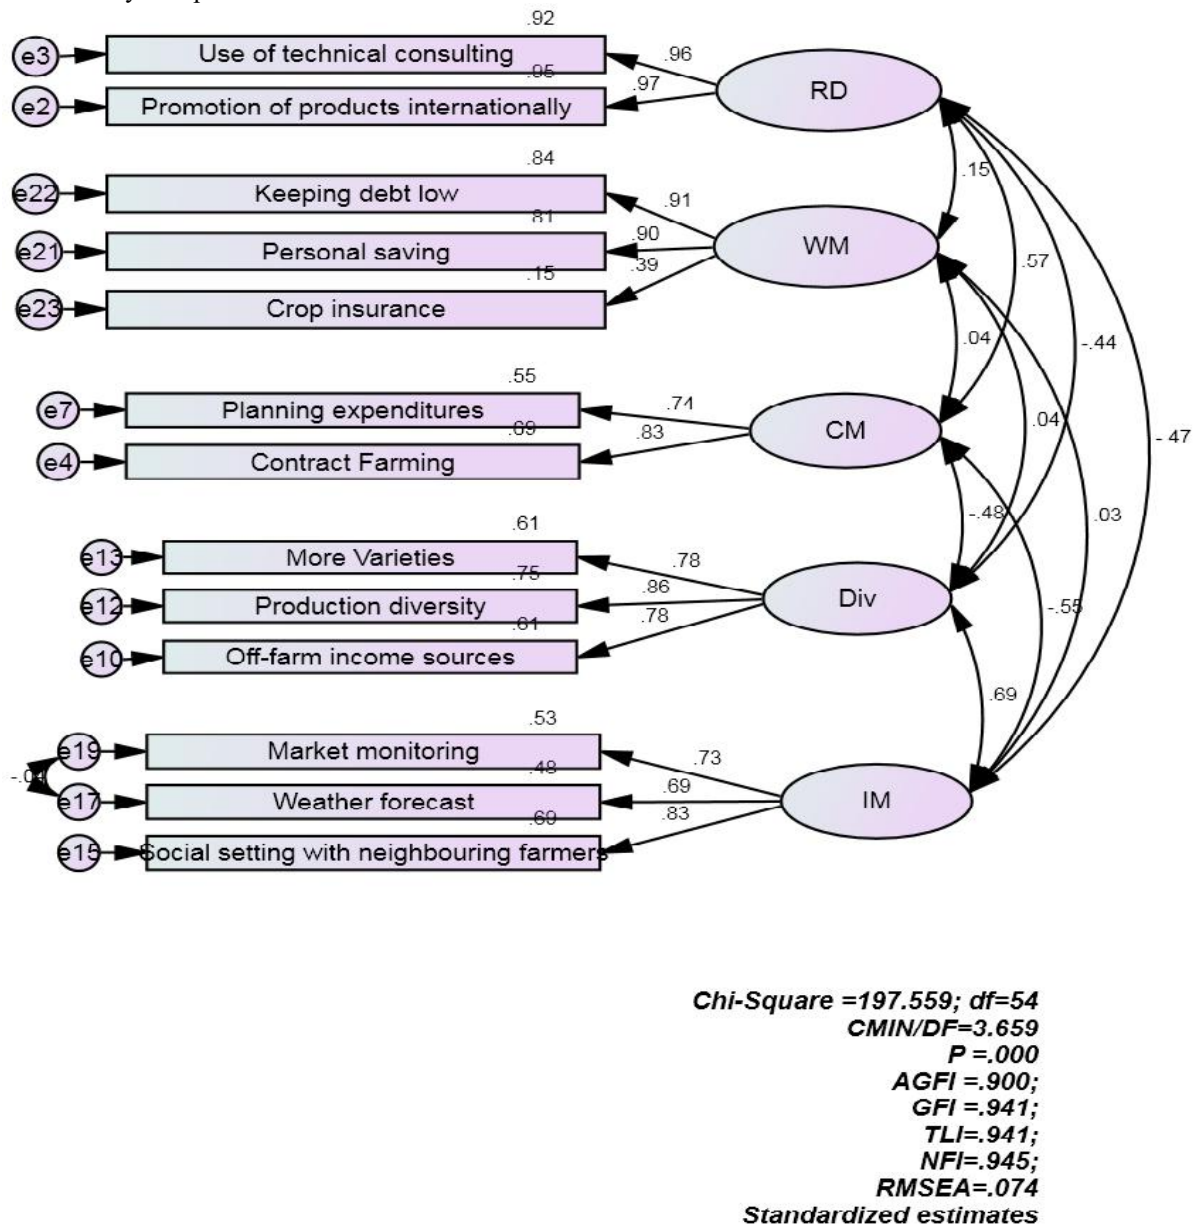 .92
e3 Use of technical consulting .96 RD
.95
e2 Promotion of products internationally .97
.84
e22 Keeping debt low .91 .15
.81
e21 Personal saving .90 WM
.15
e23 Crop insurance .39 .57
.04 -.44
.55
e7 Planning expenditures .74 CM
.69
e4 Contract Farming .83 .04 -.47
.61 -.48 .03
e13 More Varieties .78
.75
e12 Production diversity .86 Div -.55
.61
e10 Off-farm income sources .78
.69
.53
e19 Market monitoring .73
.48
e17 Weather forecast .69 IM
.69
e15 Social setting with neighbouring farmers .83
Chi-Square =197.559; df=54
CMIN/DF=3.659
P =.000
AGFI =.900;
GFI =.941;
TLI=.941;
NFI=.945;
RMSEA=.074
Standardized estimates